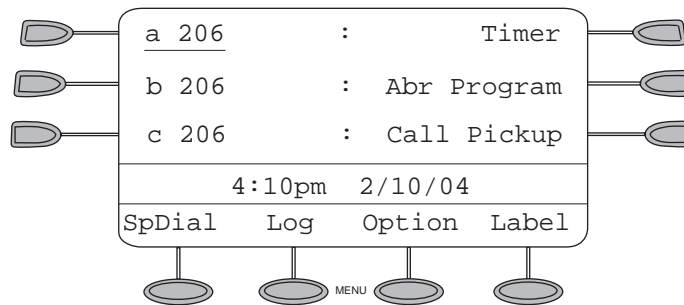 a 206 : Timer
b 206 : Abr Program
c 206 : Call Pickup
4:10pm 2/10/04
SpDial Log Option Label
MENU